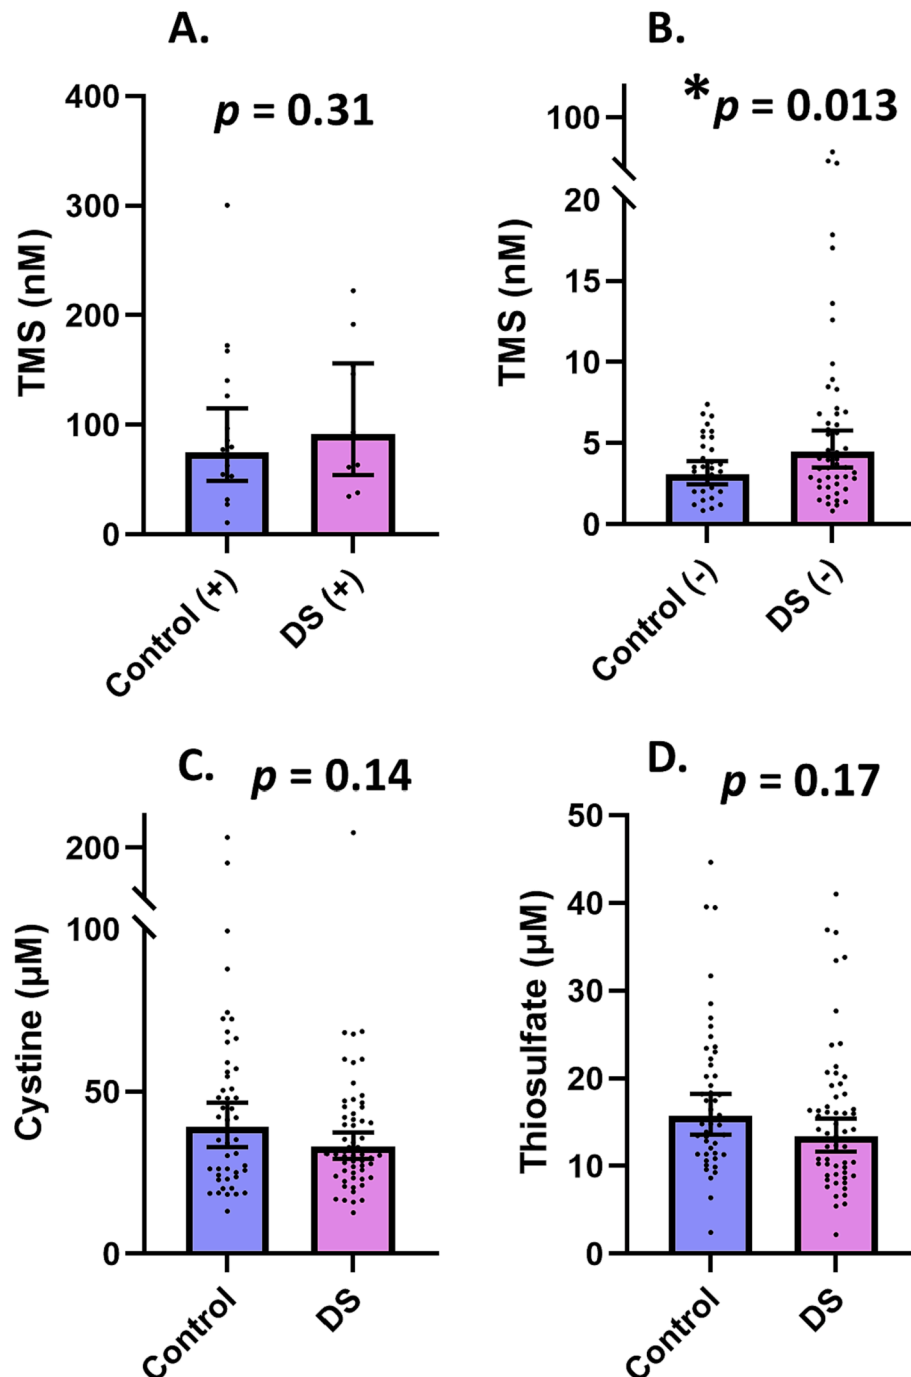 A.
p = 0.31
400
300
200
100
0
TMS (nM)
Control (+)
DS (+)
B.
* p = 0.013
100
20
15
10
5
0
TMS (nM)
Control (-)
DS (-)
C.
p = 0.14
200
100
50
0
Cystine (µM)
Control
DS
D.
p = 0.17
50
40
30
20
10
0
Thiosulfate (µM)
Control
DS